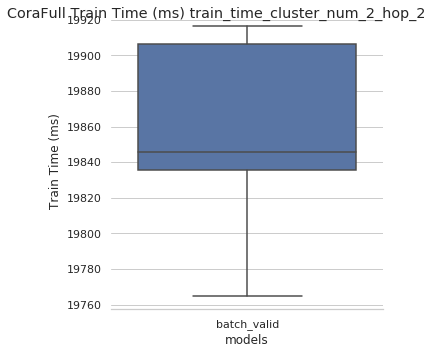 CoraFull Train Time (ms) train_time_cluster_num_2_hop_2
19920
19900
19880
19860
19840
19820
19800
19780
19760
Train Time (ms)
batch_valid
models